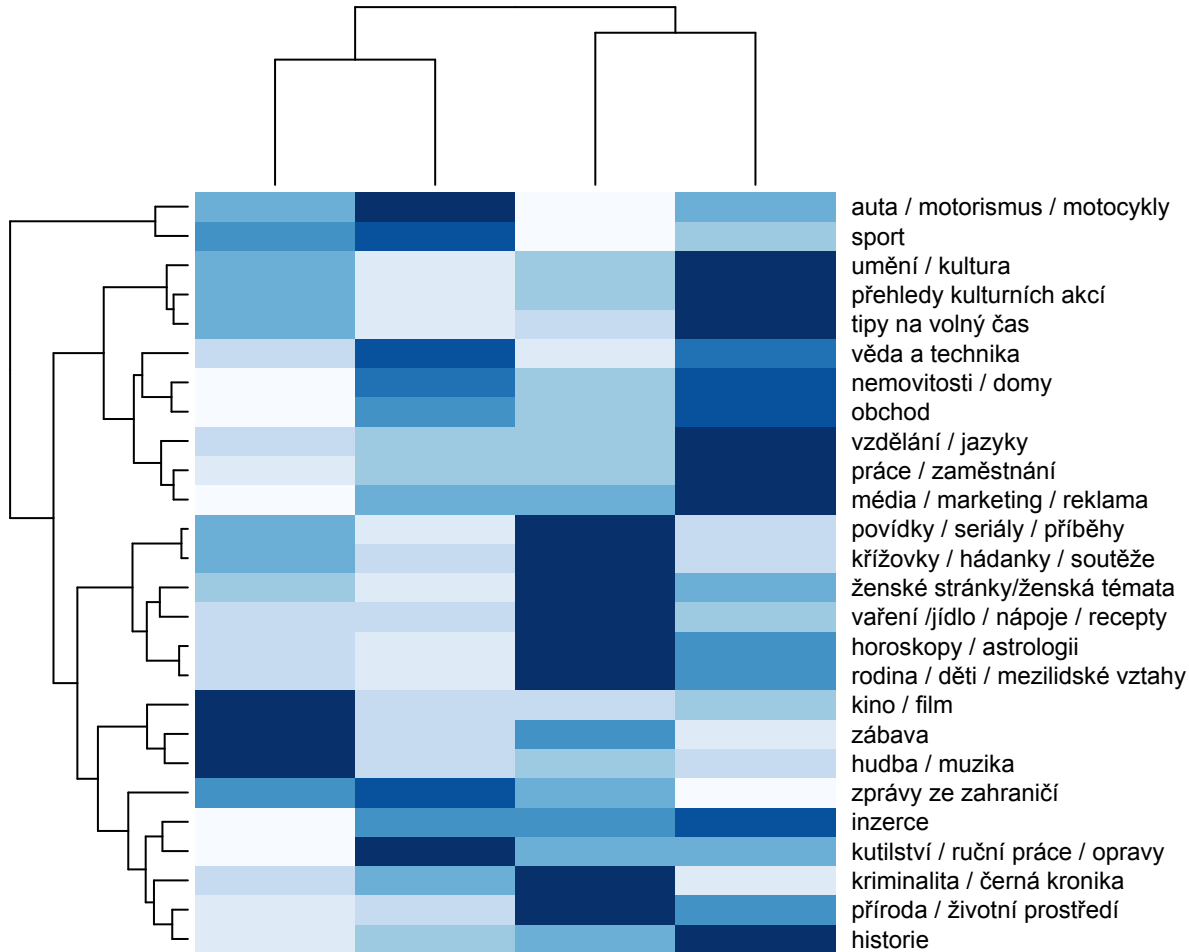 auta / motorismus / motocykly
sport
umění / kultura
přehledy kulturních akcí
tipy na volný čas
věda a technika
nemovitosti / domy
obchod
vzdělání / jazyky
práce / zaměstnání
média / marketing / reklama
povídky / seriály / příběhy
křížovky / hádanky / soutěže
ženské stránky/ženská témata
vaření /jídlo / nápoje / recepty
horoskopy / astrologii
rodina / děti / mezilidské vztahy
kino / film
zábava
hudba / muzika
zprávy ze zahraničí
inzerce
kutilství / ruční práce / opravy
kriminalita / černá kronika
příroda / životní prostředí
historie